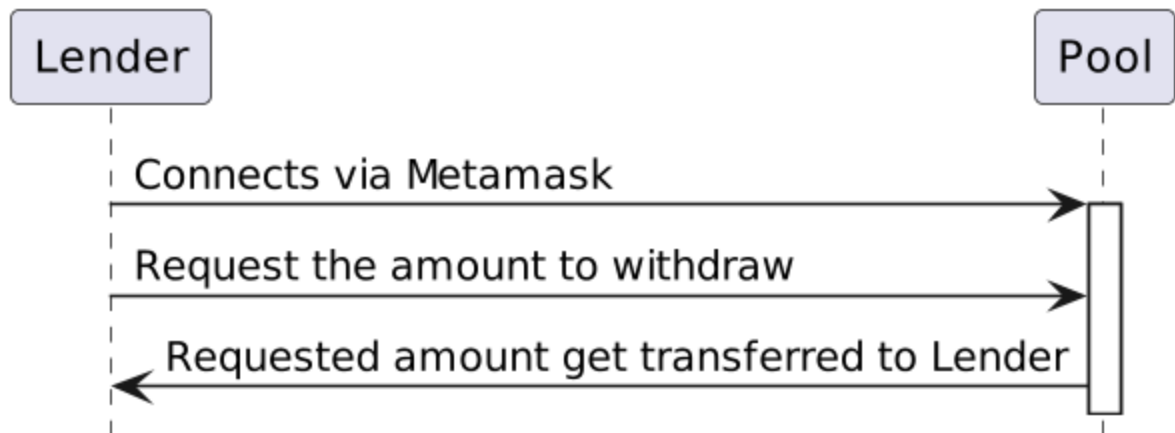 Lender
Pool
Connects via Metamask
Request the amount to withdraw
Requested amount get transferred to Lender